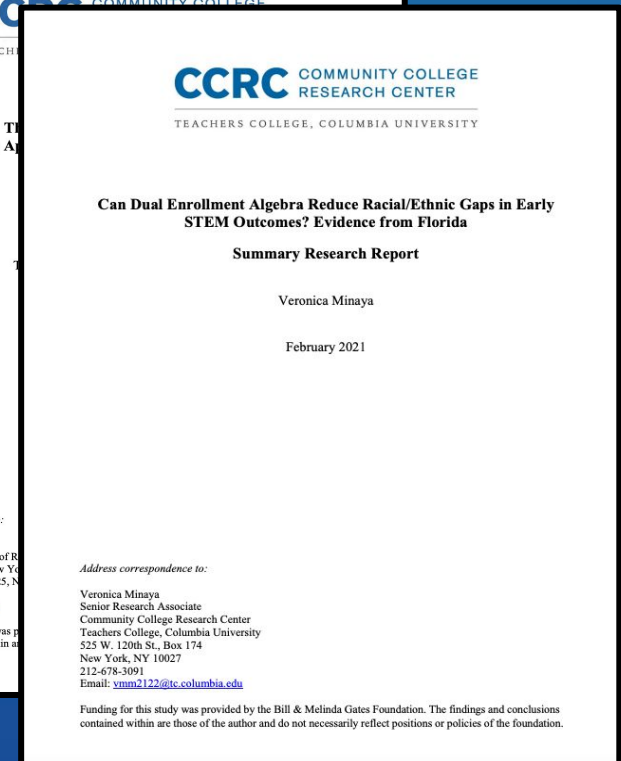 COMMUNITY COLLEGE
CCRC COMMUNITY COLLEGE
RESEARCH CENTER
TEACHERS COLLEGE, COLUMBIA UNIVERSITY
Can Dual Enrollment Algebra Reduce Racial/Ethnic Gaps in Early
STEM Outcomes? Evidence from Florida
Summary Research Report
Veronica Minaya
February 2021
Address correspondence to:
Veronica Minaya
Senior Research Associate
Community College Research Center
Teachers College, Columbia University
525 W. 120th St., Box 174
New York, NY 10027
212-678-3091
Email: vmm2122@tc.columbia.edu
Funding for this study was provided by the Bill & Melinda Gates Foundation. The findings and conclusions
contained within are those of the author and do not necessarily reflect positions or policies of the foundation.